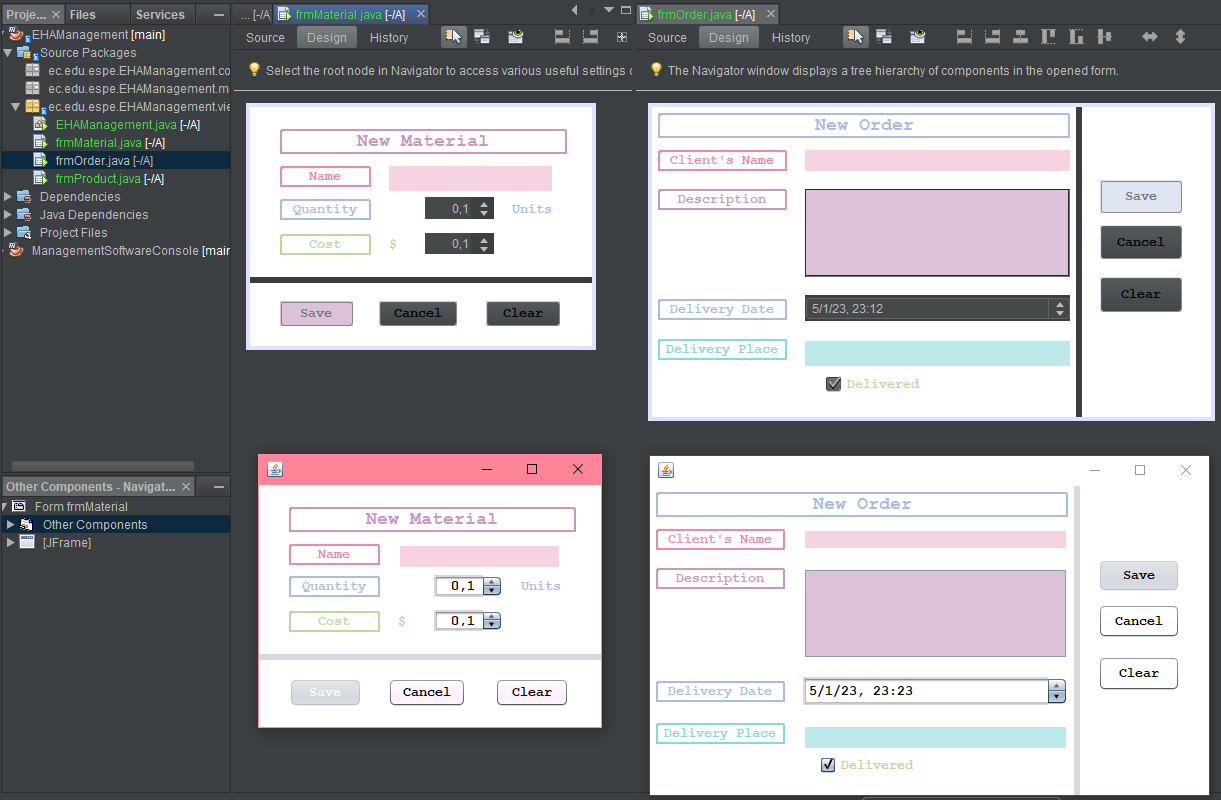 Proje...
Files
Services
EHAManagement [main]
Source Packages
ec.edu.espe.EHAManagement.co
ec.edu.espe.EHAManagement.m
ec.edu.espe.EHAManagement.vie
EHAManagement.java [-/A]
frmMaterial.java [-/A]
frmOrder.java [-/A]
frmProduct.java [-/A]
Dependencies
Java Dependencies
Project Files
ManagementSoftwareConsole [main
Other Components - Navigat...
Form frmMaterial
Other Components
[JFrame]
... [-/A]
frmMaterial.java [-/A]
Source Design History
Select the root node in Navigator to access various useful settings o
New Material
Name
Quantity 0,1 Units
Cost $ 0,1
Save Cancel Clear
New Material
Name
Quantity 0,1 Units
Cost $ 0,1
Save Cancel Clear
frmOrder.java [-/A]
Source Design History
The Navigator window displays a tree hierarchy of components in the opened form.
New Order
Client's Name
Description
Delivery Date 5/1/23, 23:12
Delivery Place
Delivered
Save
Cancel
Clear
New Order
Client's Name
Description
Delivery Date 5/1/23, 23:23
Delivery Place
Delivered
Save
Cancel
Clear